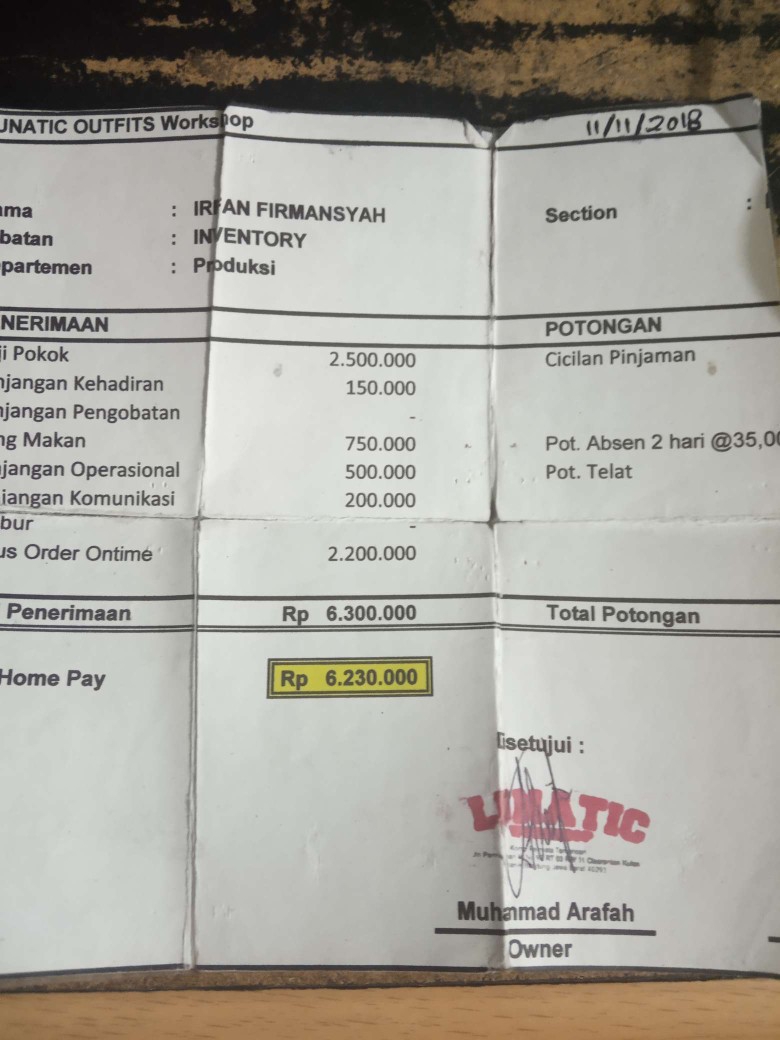 UNATIC OUTFITS Workshop 11/11/2018
ama : IRFAN FIRMANSYAH Section :
batan : INVENTORY
partemen : Produksi
NERIMAAN POTONGAN
ji Pokok 2.500.000 Cicilan Pinjaman
njangan Kehadiran 150.000
njangan Pengobatan -
ng Makan 750.000 - Pot. Absen 2 hari @35,00
jangan Operasional 500.000 Pot. Telat
jangan Komunikasi 200.000
bur -
us Order Ontime 2.200.000
Penerimaan Rp 6.300.000 Total Potongan
Home Pay Rp 6.230.000
Disetujui :
LUNATIC
Muhammad Arafah
Owner